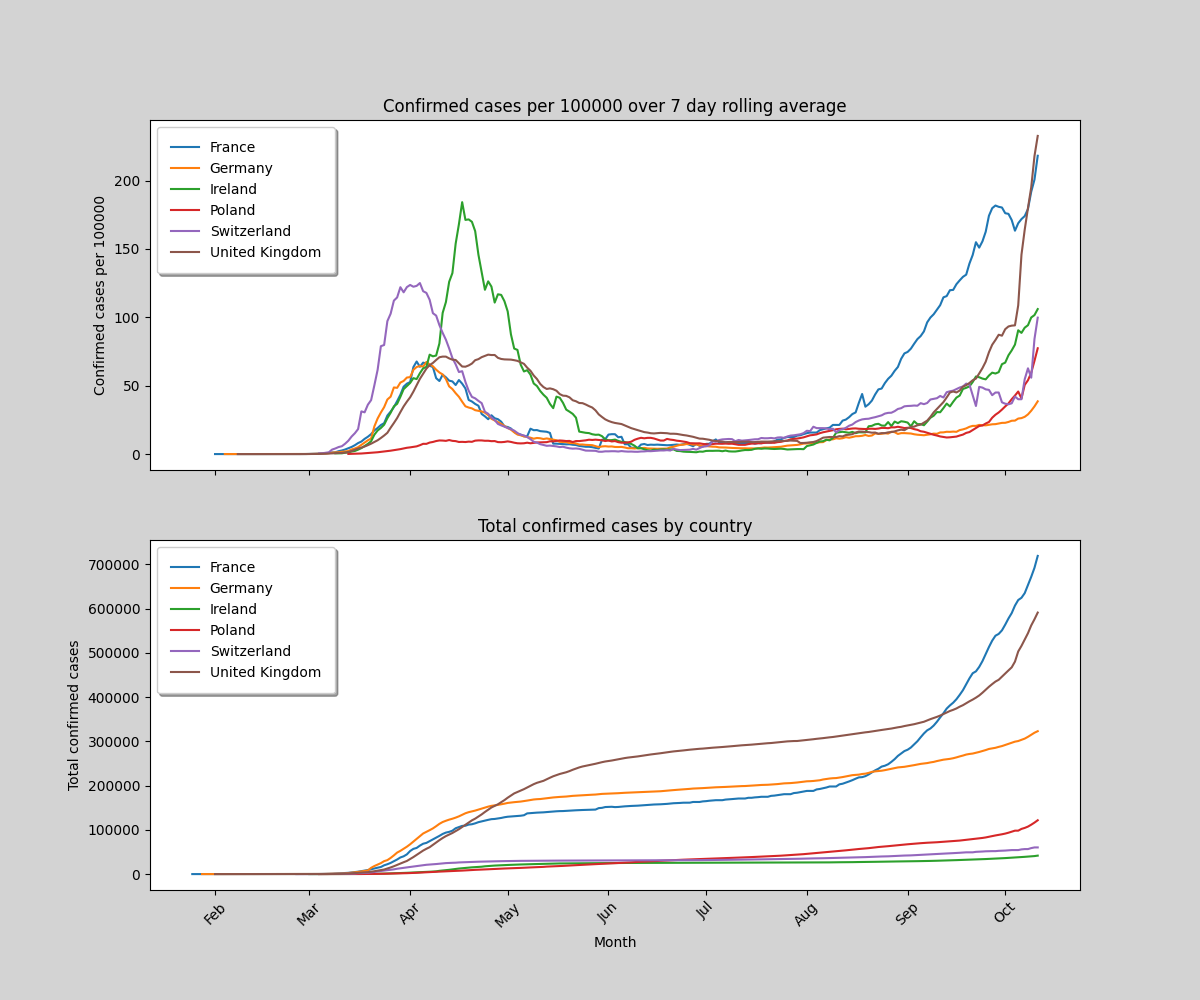 Confirmed cases per 100000 over 7 day rolling average
France
Germany
Ireland
Poland
Switzerland
United Kingdom
Confirmed cases per 100000
200
150
100
50
0
Total confirmed cases by country
France
Germany
Ireland
Poland
Switzerland
United Kingdom
Total confirmed cases
700000
600000
500000
400000
300000
200000
100000
0
Feb Mar Apr May Jun Jul Aug Sep Oct
Month